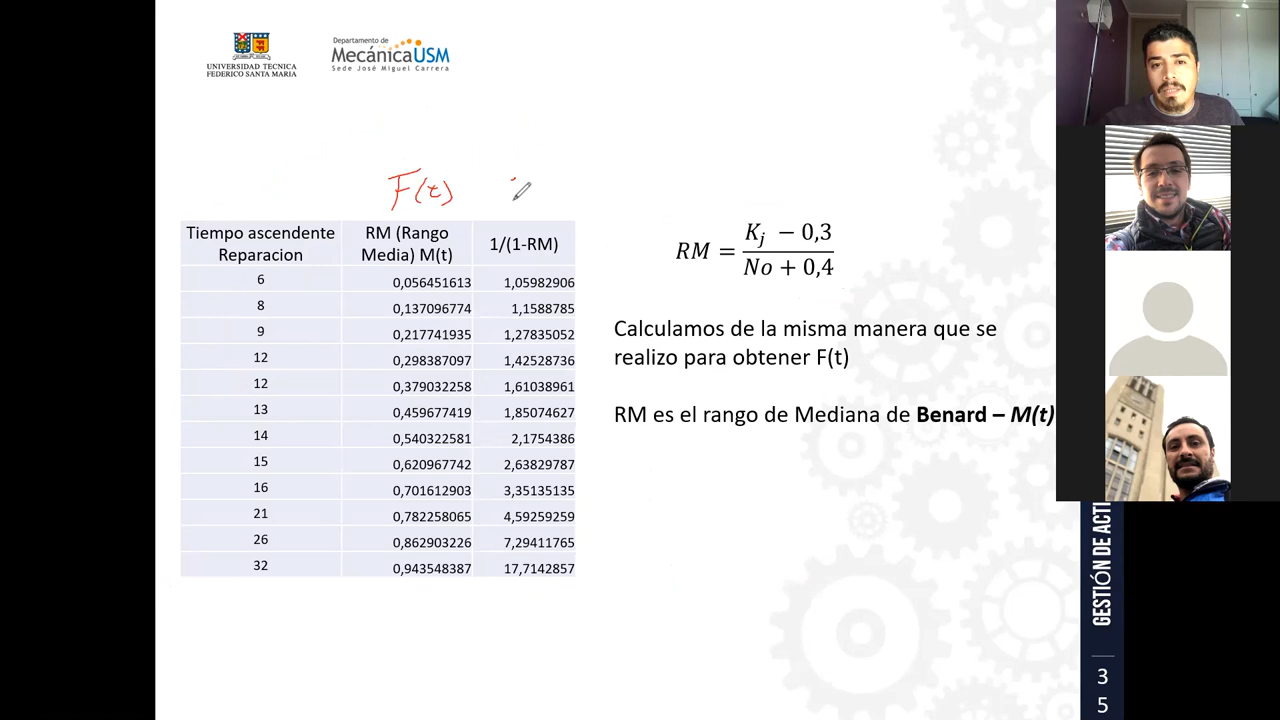 UNIVERSIDAD TECNICA
FEDERICO SANTA MARIA
Departamento de
MecánicaUSM
Sede José Miguel Carrera
F(t)
Tiempo ascendente Reparacion | RM (Rango Media) M(t) | 1/(1-RM)
6 0,056451613 1,05982906
8 0,137096774 1,1588785
9 0,217741935 1,27835052
12 0,298387097 1,42528736
12 0,379032258 1,61038961
13 0,459677419 1,85074627
14 0,540322581 2,1754386
15 0,620967742 2,63829787
16 0,701612903 3,35135135
21 0,782258065 4,59259259
26 0,862903226 7,29411765
32 0,943548387 17,7142857
RM = (Kj − 0,3)/(No + 0,4)
Calculamos de la misma manera que se
realizo para obtener F(t)
RM es el rango de Mediana de Benard – M(t)
GESTIÓN DE ACTI
3
5